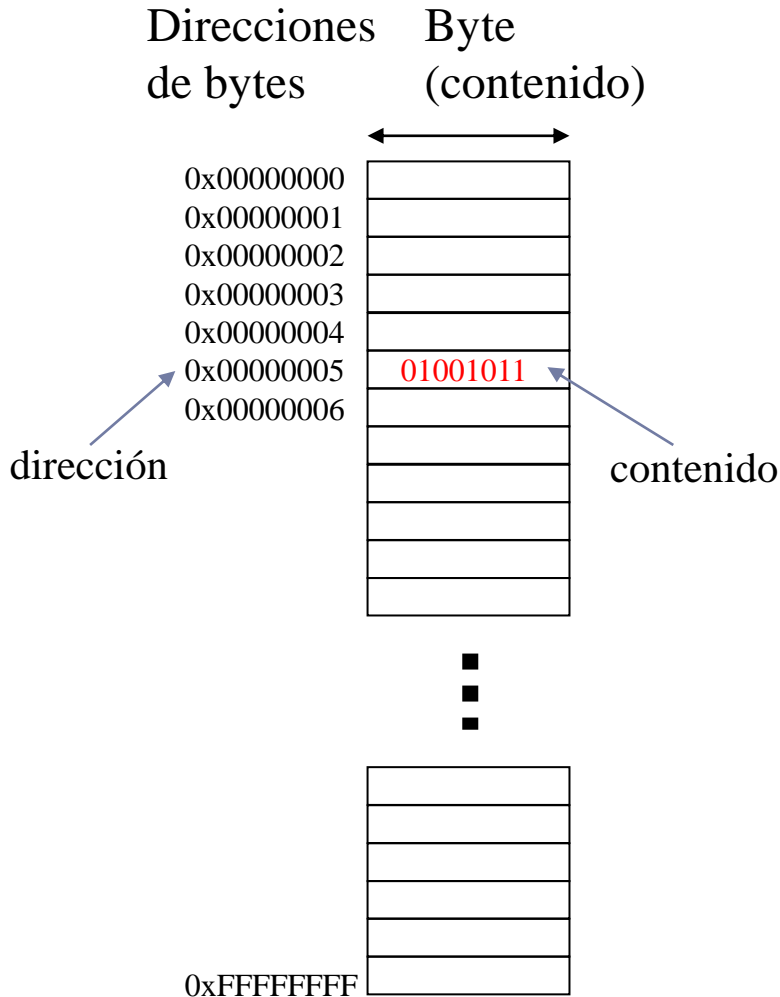 Direcciones Byte
de bytes (contenido)
0x00000000
0x00000001
0x00000002
0x00000003
0x00000004
0x00000005 01001011
0x00000006
dirección contenido
0xFFFFFFFF